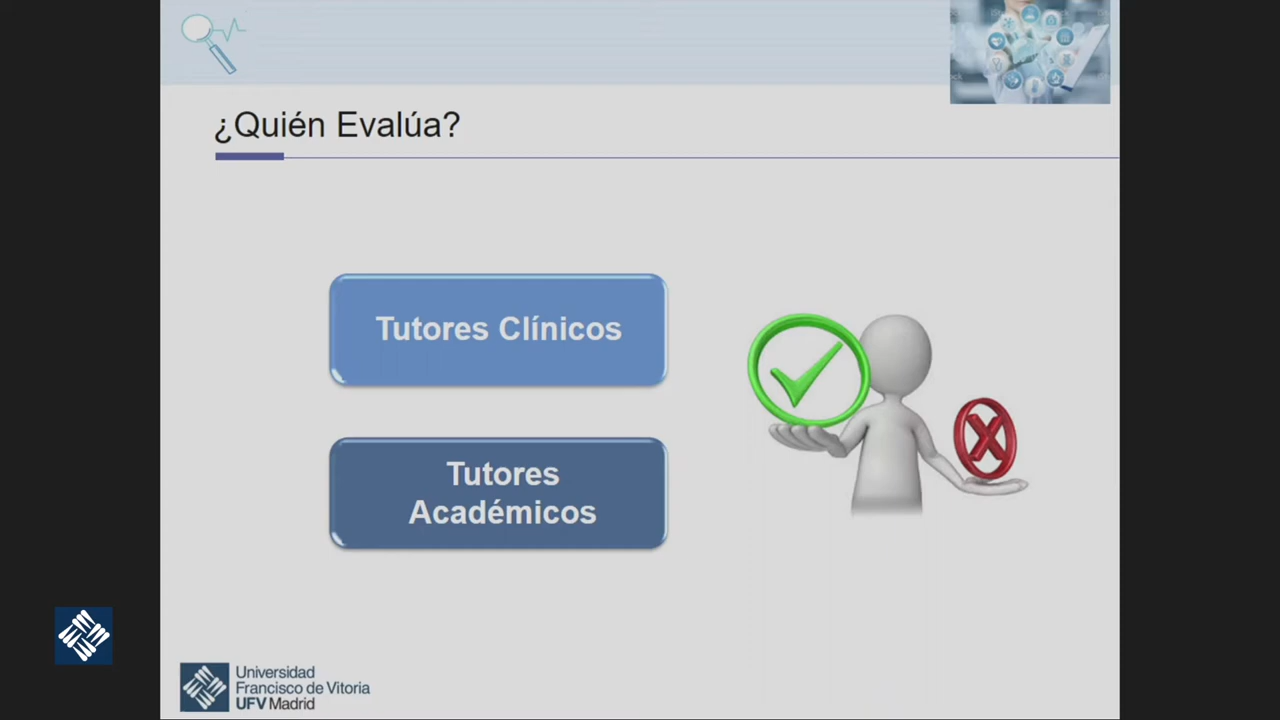 ¿Quién Evalúa?
Tutores Clínicos
Tutores
Académicos
Universidad
Francisco de Vitoria
UFV Madrid